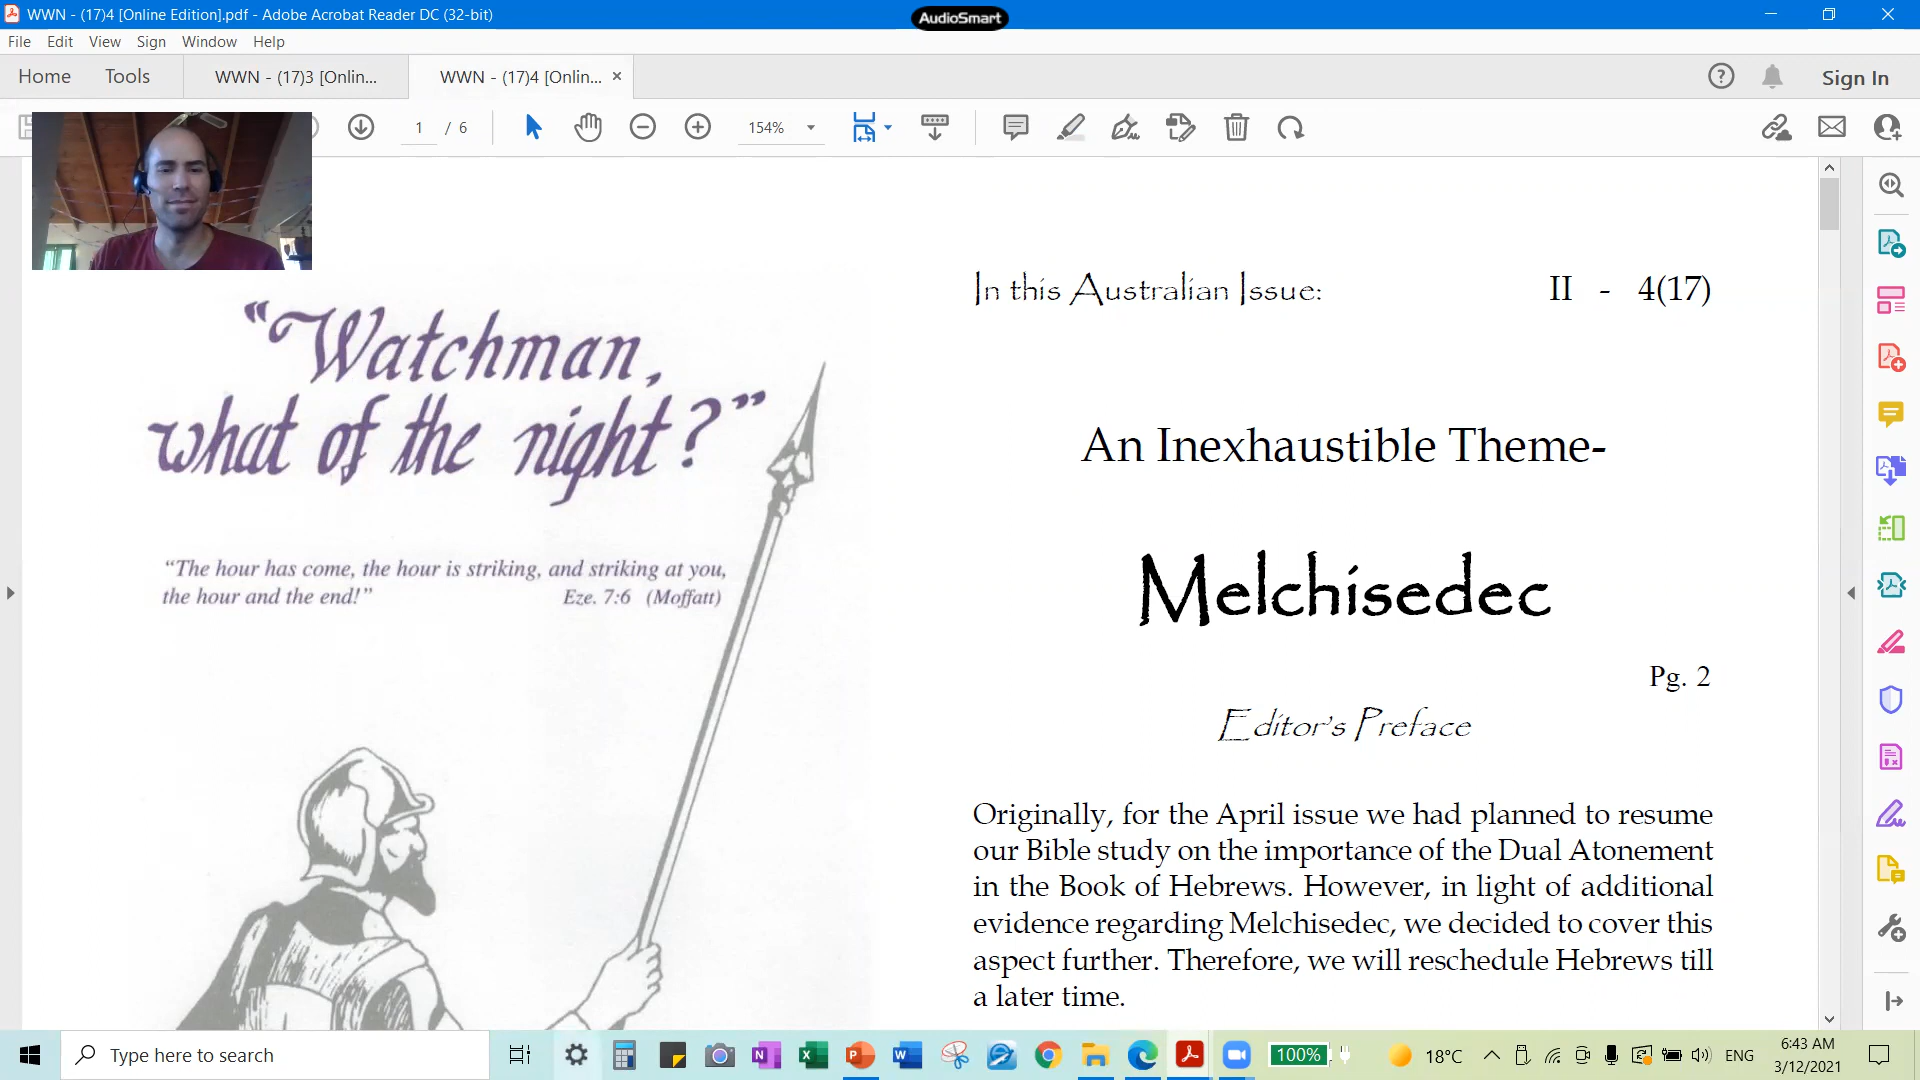 WWN - (17)4 [Online Edition].pdf - Adobe Acrobat Reader DC (32-bit)
AudioSmart
File Edit View Sign Window Help
Home Tools WWN - (17)3 [Onlin... WWN - (17)4 [Onlin... ×
Sign In
1 / 6 154%
"Watchman,
what of the night?"
"The hour has come, the hour is striking, and striking at you,
the hour and the end!" Eze. 7:6 (Moffatt)
In this Australian Issue: II - 4(17)
An Inexhaustible Theme-
Melchisedec
Pg. 2
Editor's Preface
Originally, for the April issue we had planned to resume
our Bible study on the importance of the Dual Atonement
in the Book of Hebrews. However, in light of additional
evidence regarding Melchisedec, we decided to cover this
aspect further. Therefore, we will reschedule Hebrews till
a later time.
Type here to search
100%
18°C
ENG
6:43 AM
3/12/2021